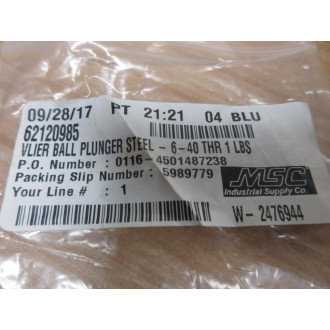 09/28/17 PT 21:21 04 BLU
62120985
VLIER BALL PLUNGER STEEL - 6-40 THR 1 LBS
P.O. Number : 0116-4501487238
Packing Slip Number : 5989779
Your Line # : 1
MSC
Industrial Supply Co.
W- 2476944